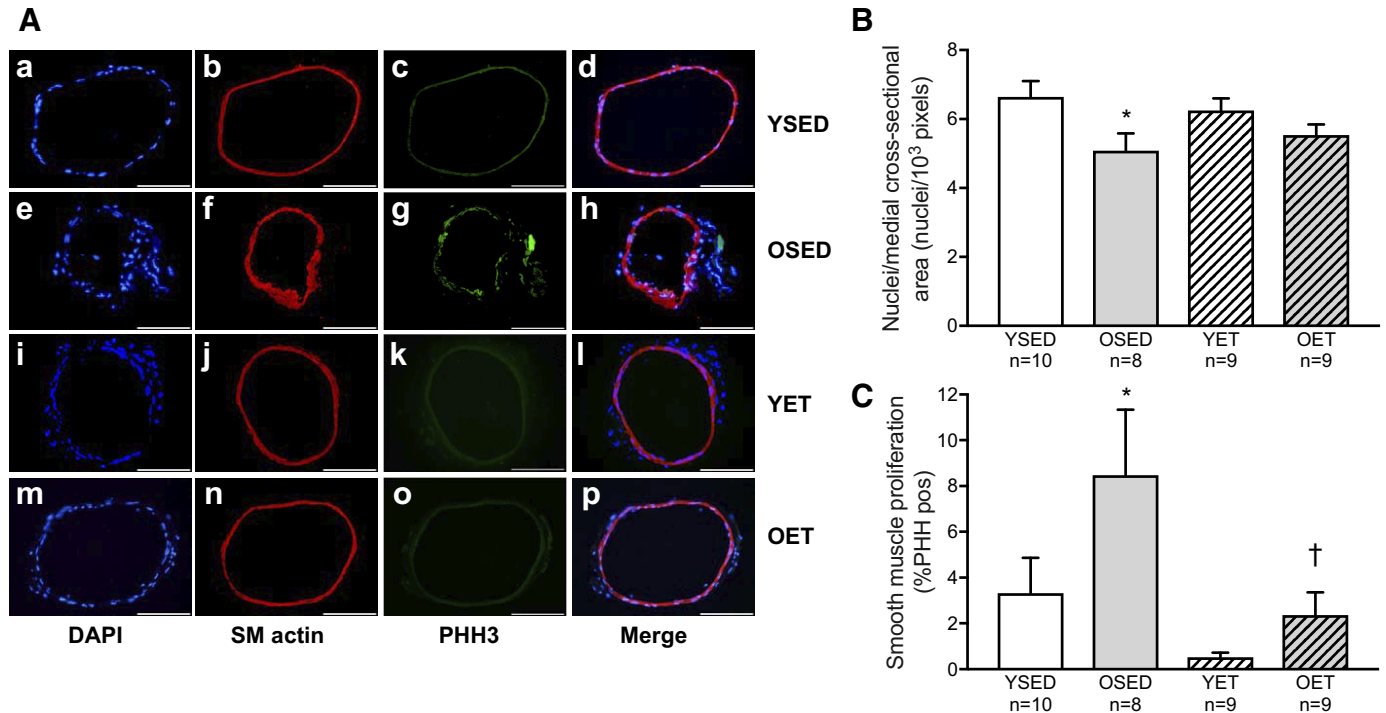 A
a b c d YSED
e f g h OSED
i j k l YET
m n o p OET
DAPI SM actin PHH3 Merge
B
Nuclei/medial cross-sectional
area (nuclei/10³ pixels)
8
6
4
2
0
*
YSED OSED YET OET
n=10 n=8 n=9 n=9
C
Smooth muscle proliferation
(%PHH pos)
12
10
8
6
4
2
0
*
†
YSED OSED YET OET
n=10 n=8 n=9 n=9